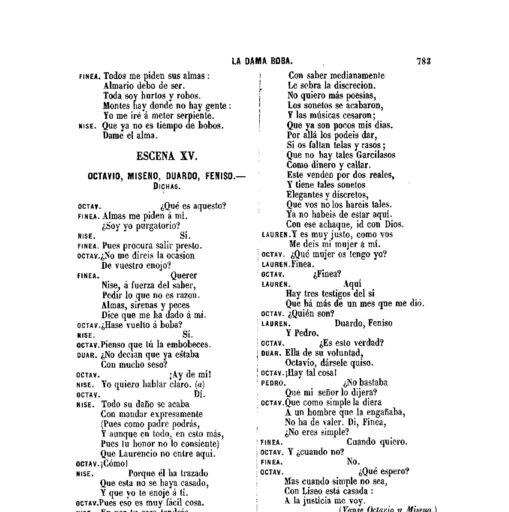 LA DAMA BOBA. 783
FINEA. Todos me piden sus almas:
Almario debo de ser.
Toda soy hurtos y robos.
Montes hay donde no hay gente:
Yo me iré á meter serpiente.
NISE. Que ya no es tiempo de bobos.
Dame el alma.
ESCENA XV.
OCTAVIO, MISENO, DUARDO, FENISO.—
DICHAS.
OCTAV. ¿Qué es aquesto?
FINEA. Almas me piden á mí.
¿Soy yo purgatorio?
NISE. Sí.
FINEA. Pues procura salir presto.
OCTAV. ¿No me direis la ocasion
De vuestro enojo?
FINEA. Querer
Nise, á fuerza del saber,
Pedir lo que no es razon.
Almas, sirenas y peces
Dice que me ha dado á mí.
OCTAV. ¿Hase vuelto á boba?
NISE. Sí.
OCTAV. Pienso que tú la embobeces.
DUAR. ¿No decian que ya estaba
Con mucho seso?
OCTAV. ¡Ay de mí!
NISE. Yo quiero hablar claro. (a)
OCTAV. Dí.
NISE. Todo su daño se acaba
Con mandar expresamente
(Pues como padre podrás,
Y aunque en todo, en esto más,
Pues tu honor no lo consiente)
Que Laurencio no entre aquí.
OCTAV. ¡Cómo!
NISE. Porque él ha trazado
Que esta no se haya casado,
Y que yo te enoje á ti.
OCTAV. Pues eso es muy fácil cosa.
Con saber medianamente
Le sobra la discrecion.
No quiero más poesías,
Los sonetos se acabaron,
Y las músicas cesaron;
Que ya son pocos mis dias.
Por allá los podeis dar,
Si os faltan telas y rasos;
Que no hay tales Garcilasos
Como dinero y callar.
Este venden por dos reales,
Y tiene tales sonetos
Elegantes y discretos,
Que vos no los hareis tales.
Ya no habeis de estar aquí.
Con ese achaque, id con Dios.
LAUREN. Y es muy justo, como vos
Me deis mi mujer á mí.
OCTAV. ¿Qué mujer os tengo yo?
LAUREN. Finea.
OCTAV. ¿Finea?
LAUREN. Aquí
Hay tres testigos del si
Que há más de un mes que me dió.
OCTAV. ¿Quién son?
LAUREN. Duardo, Feniso
Y Pedro.
OCTAV. ¿Es esto verdad?
DUAR. Ella de su voluntad,
Octavio, dársele quiso.
OCTAV. ¡Hay tal cosa!
PEDRO. ¿No bastaba
Que mi señor lo dijera?
OCTAV. Que como simple la diera
A un hombre que la engañaba,
No ha de valer. Di, Finea,
¿No eres simple?
FINEA. Cuando quiero.
OCTAV. Y ¿cuando no?
FINEA. No.
OCTAV. ¿Qué espero?
Mas cuando simple no sea,
Con Liseo está casada:
A la justicia me voy.
(Vanse Octavio y Miseno.)